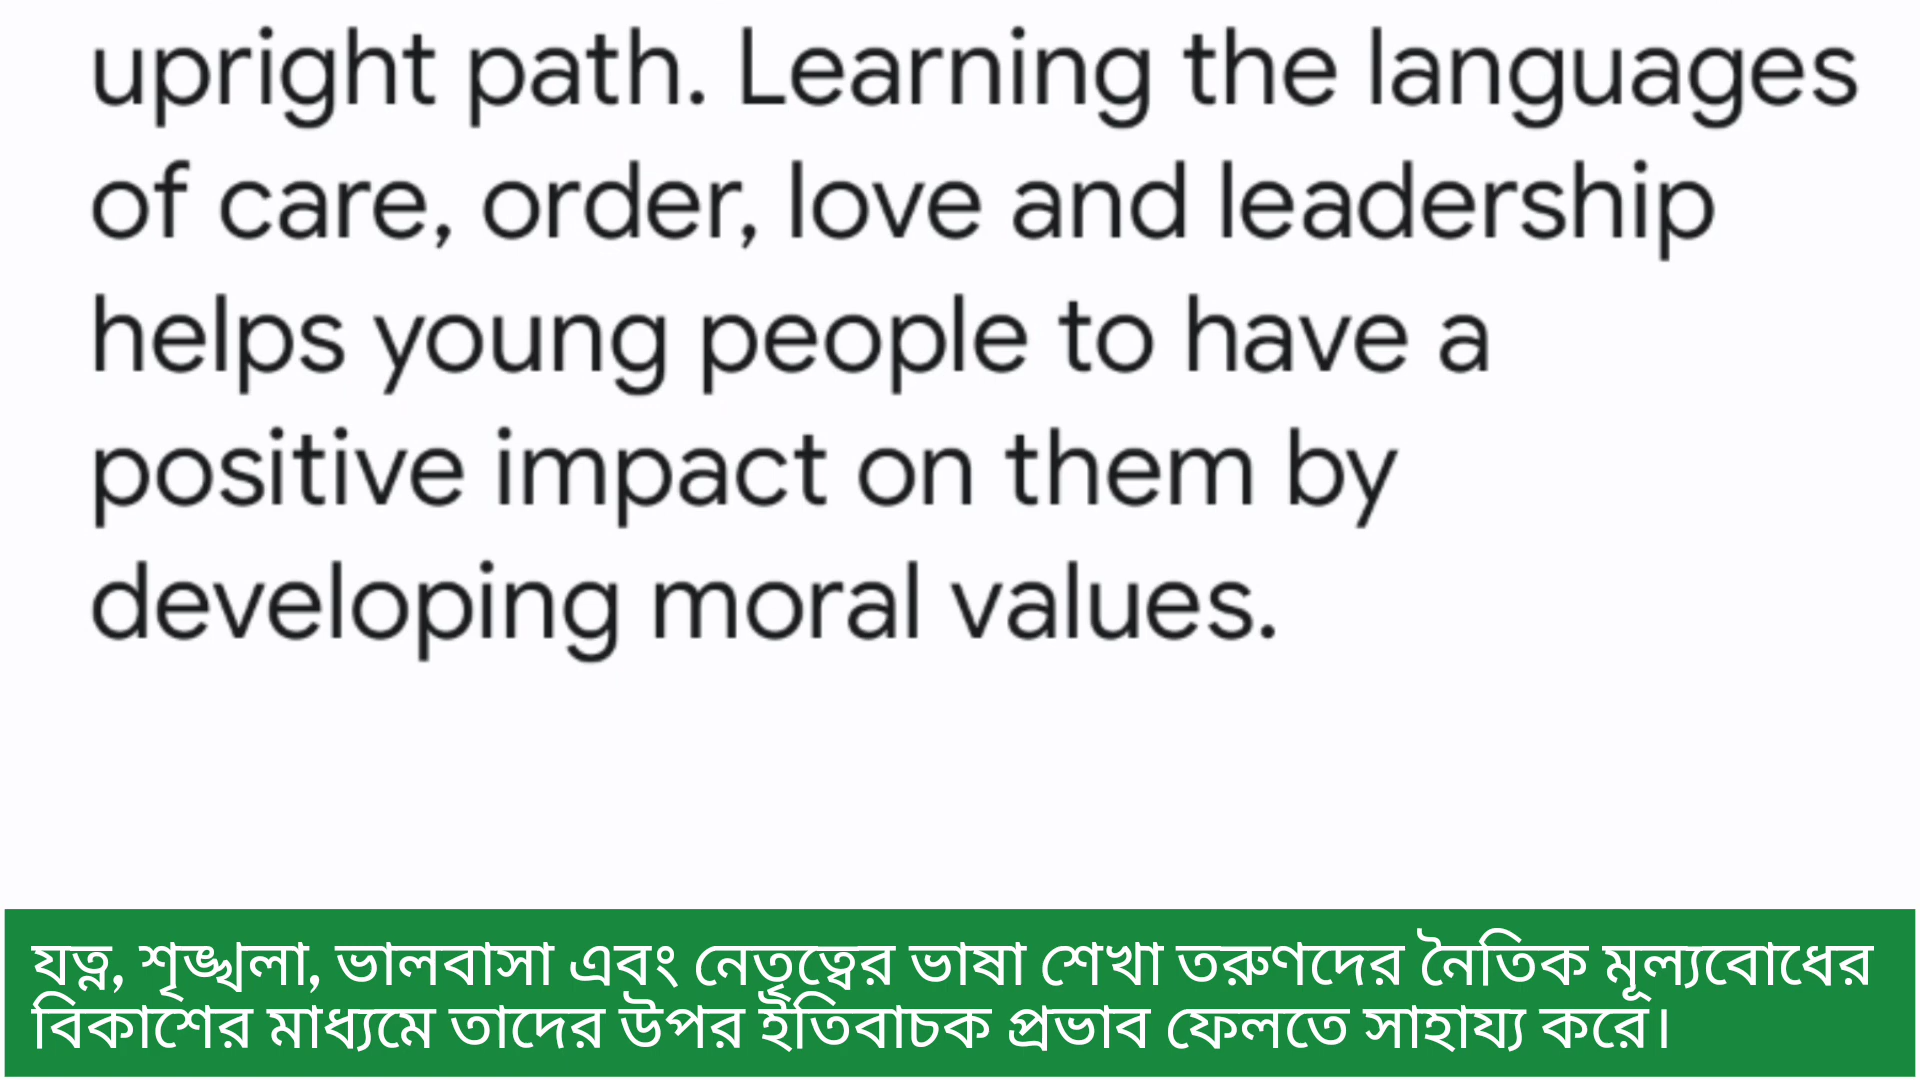 upright path. Learning the languages
of care, order, love and leadership
helps young people to have a
positive impact on them by
developing moral values.
যত্ন, শৃঙ্খলা, ভালবাসা এবং নেতৃত্বের ভাষা শেখা তরুণদের নৈতিক মূল্যবোধের
বিকাশের মাধ্যমে তাদের উপর ইতিবাচক প্রভাব ফেলতে সাহায্য করে।